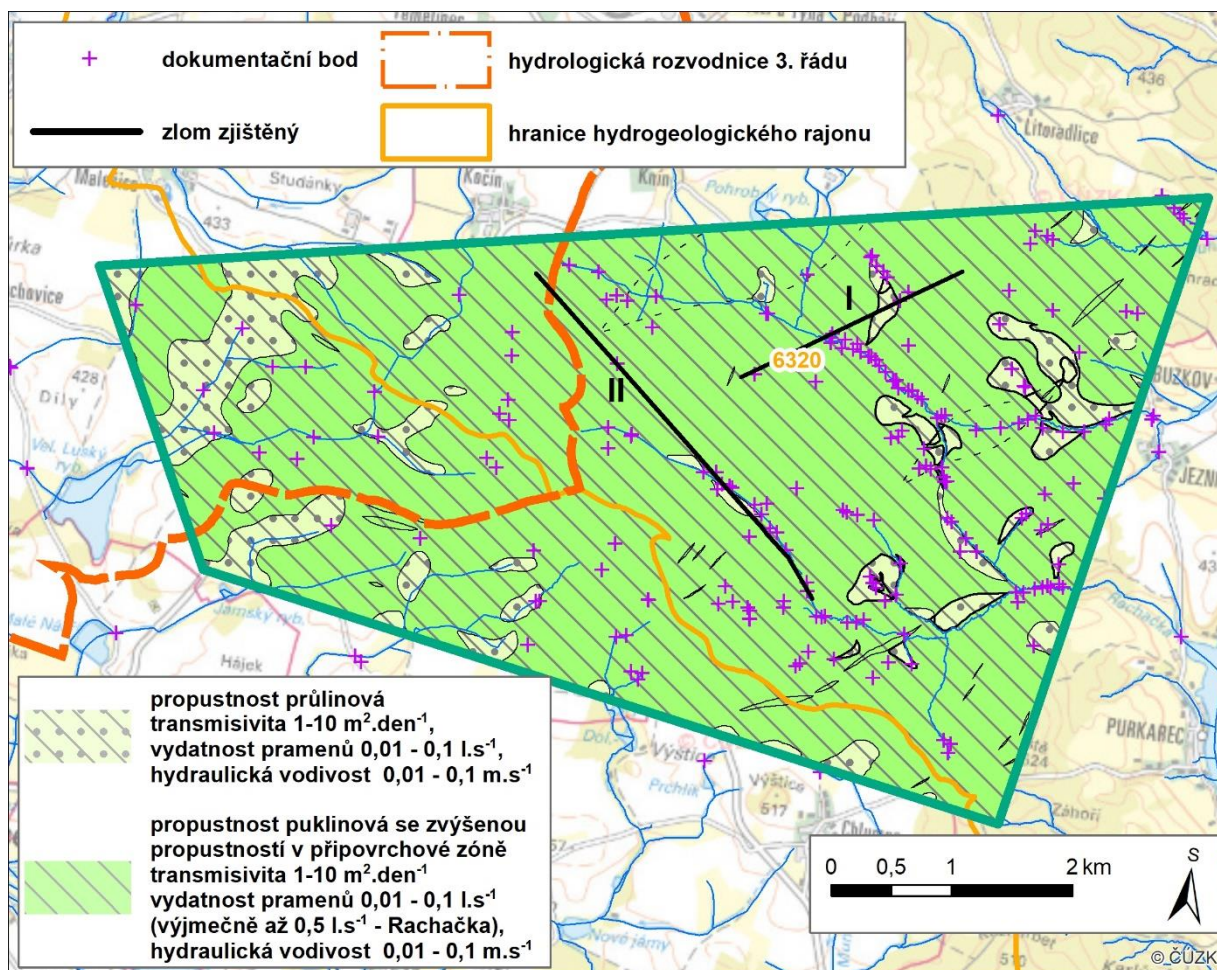 dokumentační bod
hydrologická rozvodnice 3. řádu
zlom zjištěný
hranice hydrogeologického rajonu
436
Litoradlice
Malešice
Studánky
Kočín
Knín
Pohrobný ryb.
433
I
6320
II
428
Díly
Vel. Luský
ryb.
Jamský ryb.
Hájek
Rachačka
PURKAREC
624
Záhoří
Výštice
517
Prchlík
Nové jámy
510
propustnost průlinová
transmisivita 1-10 m².den⁻¹,
vydatnost pramenů 0,01 - 0,1 l.s⁻¹,
hydraulická vodivost 0,01 - 0,1 m.s⁻¹
propustnost puklinová se zvýšenou
propustností v připovrchové zóně
transmisivita 1-10 m².den⁻¹
vydatnost pramenů 0,01 - 0,1 l.s⁻¹
(výjmečně až 0,5 l.s⁻¹ - Rachačka),
hydraulická vodivost 0,01 - 0,1 m.s⁻¹
0 0,5 1 2 km
S
© ČÚZK